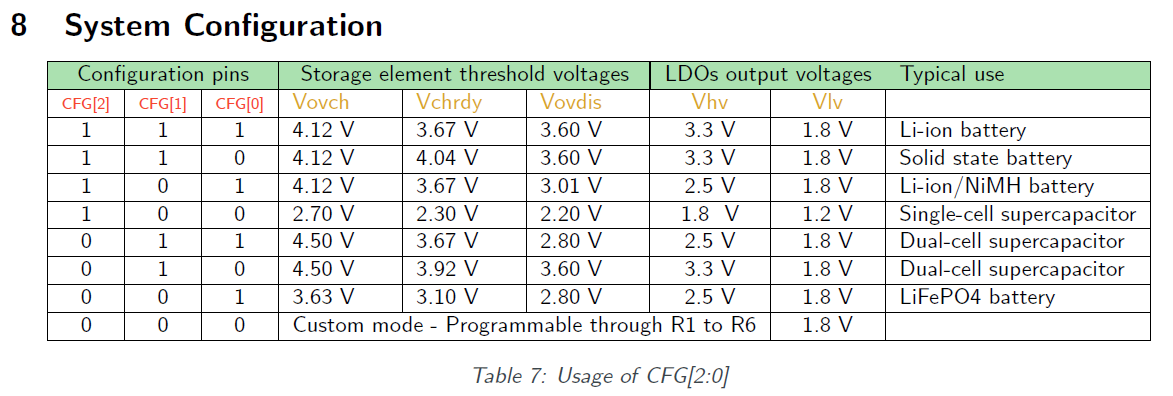 8 System Configuration
Configuration pins Storage element threshold voltages LDOs output voltages Typical use
CFG[2] CFG[1] CFG[0] Vovch Vchrdy Vovdis Vhv Vlv
1 1 1 4.12 V 3.67 V 3.60 V 3.3 V 1.8 V Li-ion battery
1 1 0 4.12 V 4.04 V 3.60 V 3.3 V 1.8 V Solid state battery
1 0 1 4.12 V 3.67 V 3.01 V 2.5 V 1.8 V Li-ion/NiMH battery
1 0 0 2.70 V 2.30 V 2.20 V 1.8 V 1.2 V Single-cell supercapacitor
0 1 1 4.50 V 3.67 V 2.80 V 2.5 V 1.8 V Dual-cell supercapacitor
0 1 0 4.50 V 3.92 V 3.60 V 3.3 V 1.8 V Dual-cell supercapacitor
0 0 1 3.63 V 3.10 V 2.80 V 2.5 V 1.8 V LiFePO4 battery
0 0 0 Custom mode - Programmable through R1 to R6 1.8 V
Table 7: Usage of CFG[2:0]